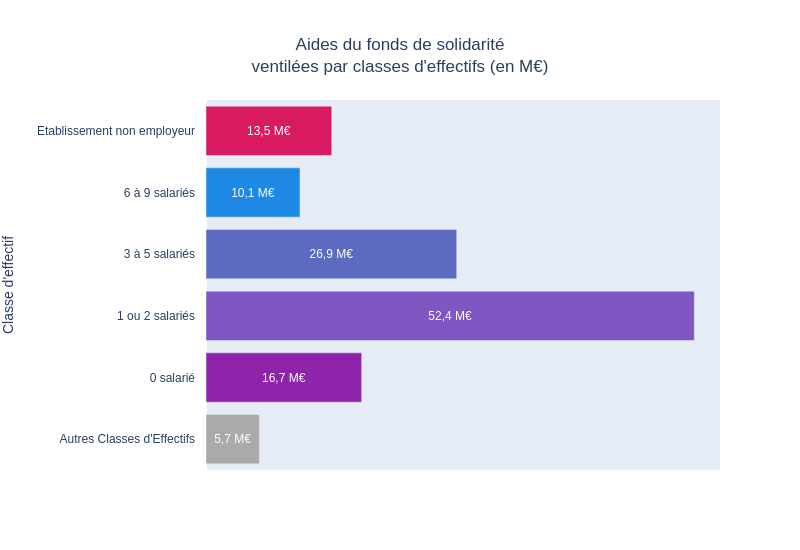 Aides du fonds de solidarité
ventilées par classes d'effectifs (en M€)
Classe d'effectif
Etablissement non employeur
13,5 M€
6 à 9 salariés
10,1 M€
3 à 5 salariés
26,9 M€
1 ou 2 salariés
52,4 M€
0 salarié
16,7 M€
Autres Classes d'Effectifs
5,7 M€